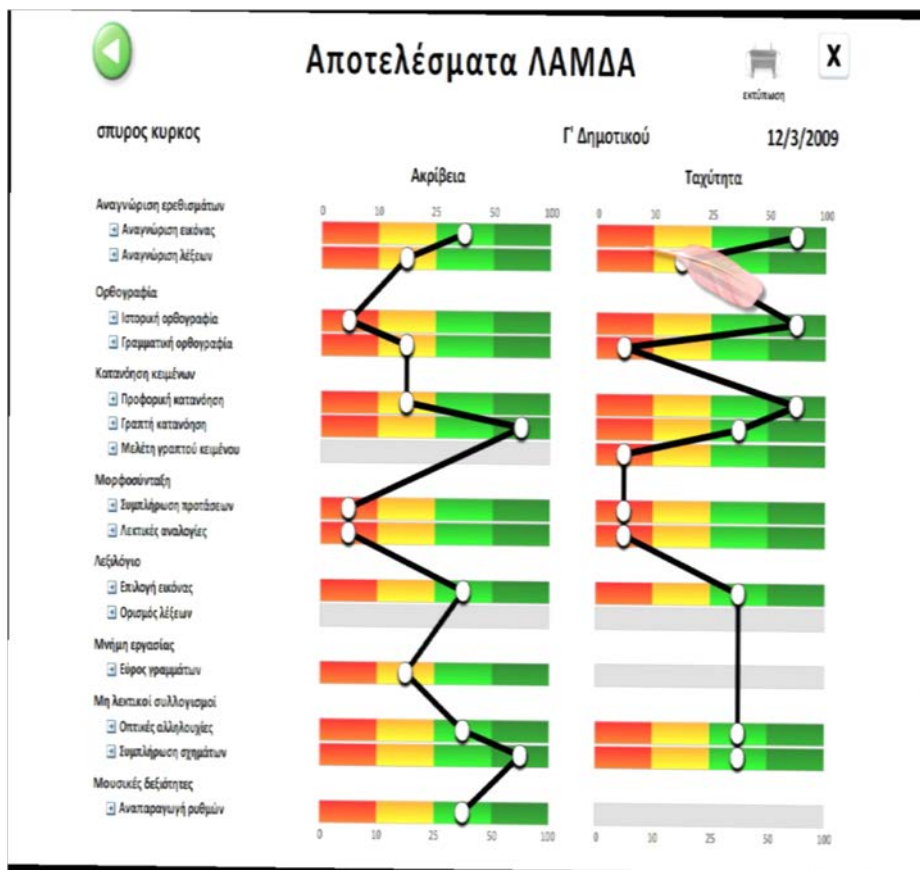 Αποτελέσματα ΛΑΜΔΑ
X
εκτύπωση
σπυρος κυρκος Γ' Δημοτικού 12/3/2009
Ακρίβεια Ταχύτητα
Αναγνώριση ερεθισμάτων
0 10 25 50 100 0 10 25 50 100
Αναγνώριση εικόνας
Αναγνώριση λέξεων
Ορθογραφία
Ιστορική ορθογραφία
Γραμματική ορθογραφία
Κατανόηση κειμένων
Προφορική κατανόηση
Γραπτή κατανόηση
Μελέτη γραπτού κειμένου
Μορφοσύνταξη
Συμπλήρωση προτάσεων
Λεκτικές αναλογίες
Λεξιλόγιο
Επιλογή εικόνας
Ορισμός λέξεων
Μνήμη εργασίας
Εύρος γραμμάτων
Μη λεκτικοί συλλογισμοί
Οπτικές αλληλουχίες
Συμπλήρωση σχημάτων
Μουσικές δεξιότητες
Αναπαραγωγή ρυθμών
0 10 25 50 100 0 10 25 50 100